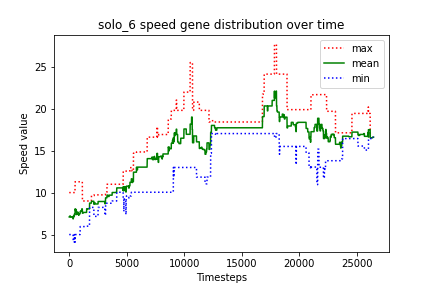 solo_6 speed gene distribution over time
max
mean
min
Speed value
25
20
15
10
5
0
5000
10000
15000
20000
25000
Timesteps